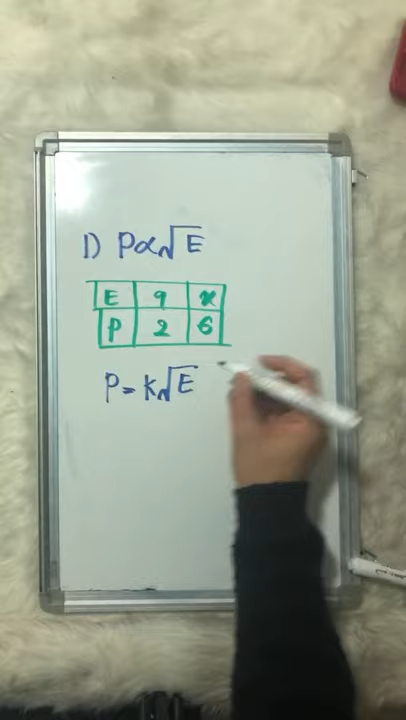 1) P∝√E
E 9 x
P 2 6
P = K√E